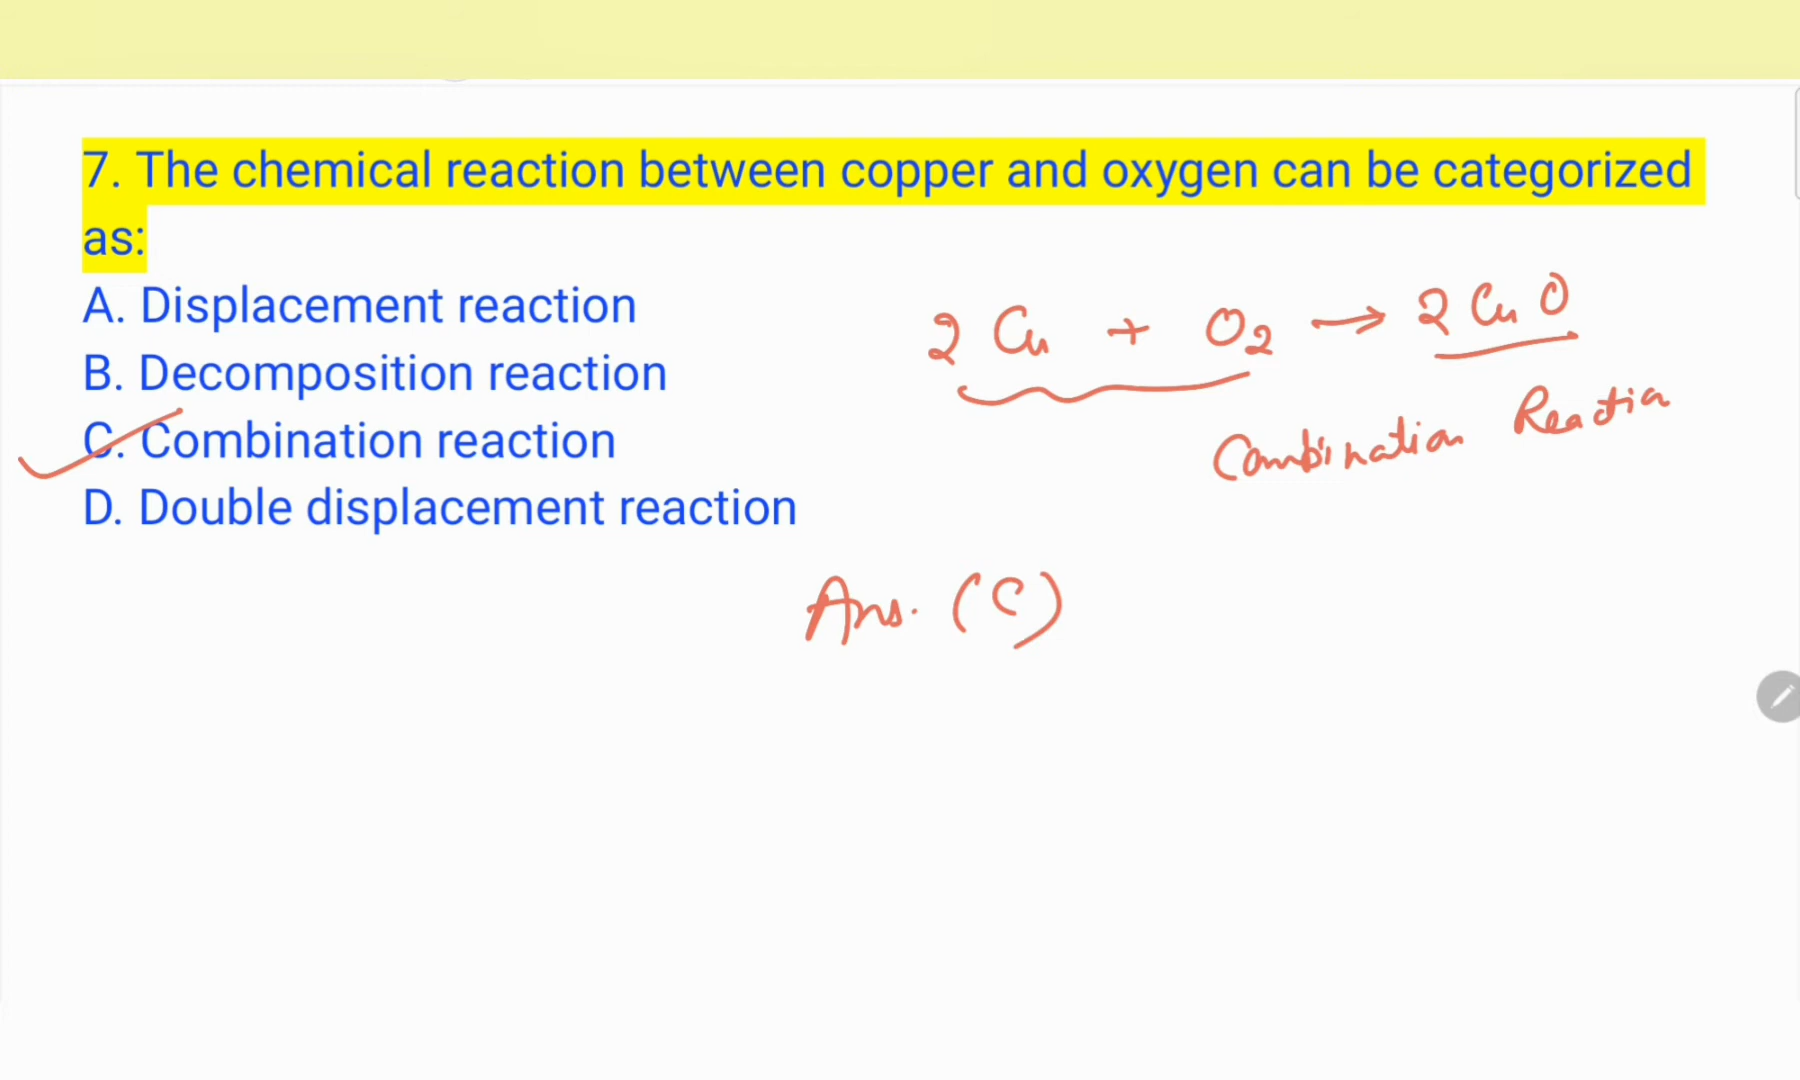 7. The chemical reaction between copper and oxygen can be categorized
as:
A. Displacement reaction
B. Decomposition reaction
C. Combination reaction
D. Double displacement reaction
2 Cu + O₂ → 2 CuO
Combination Reaction
Ans. (C)